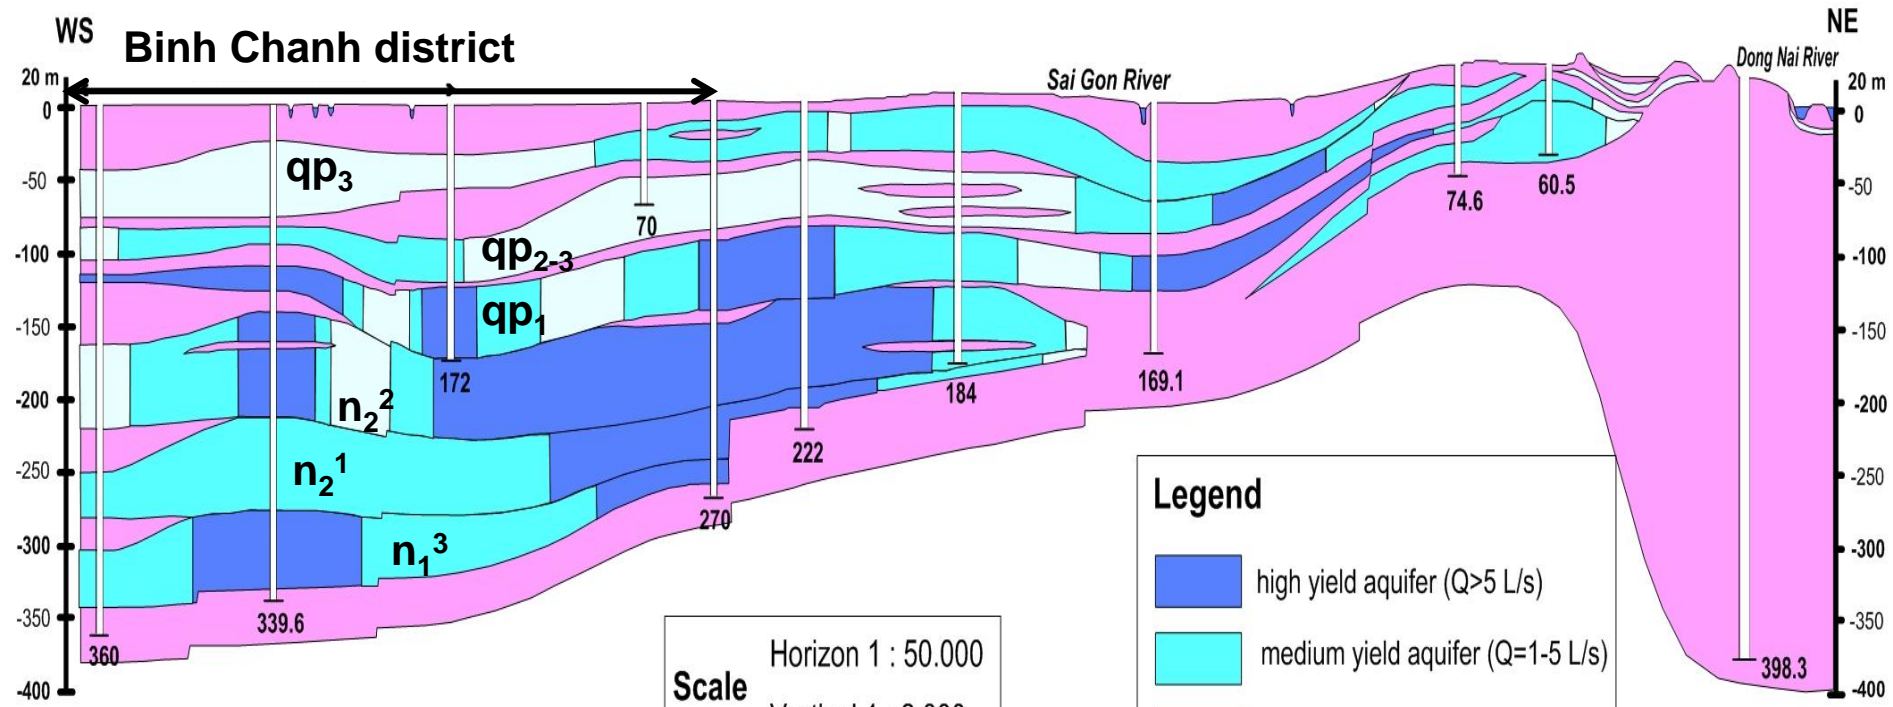 WS
NE
Binh Chanh district
Sai Gon River
Dong Nai River
20 m
0
-50
-100
-150
-200
-250
-300
-350
-400
20 m
0
-50
-100
-150
-200
-250
-300
-350
-400
qp3
qp2-3
qp1
n2²
n2¹
n1³
360
339.6
172
70
270
222
184
169.1
74.6
60.5
398.3
Scale
Horizon 1 : 50.000
Legend
high yield aquifer (Q>5 L/s)
medium yield aquifer (Q=1-5 L/s)